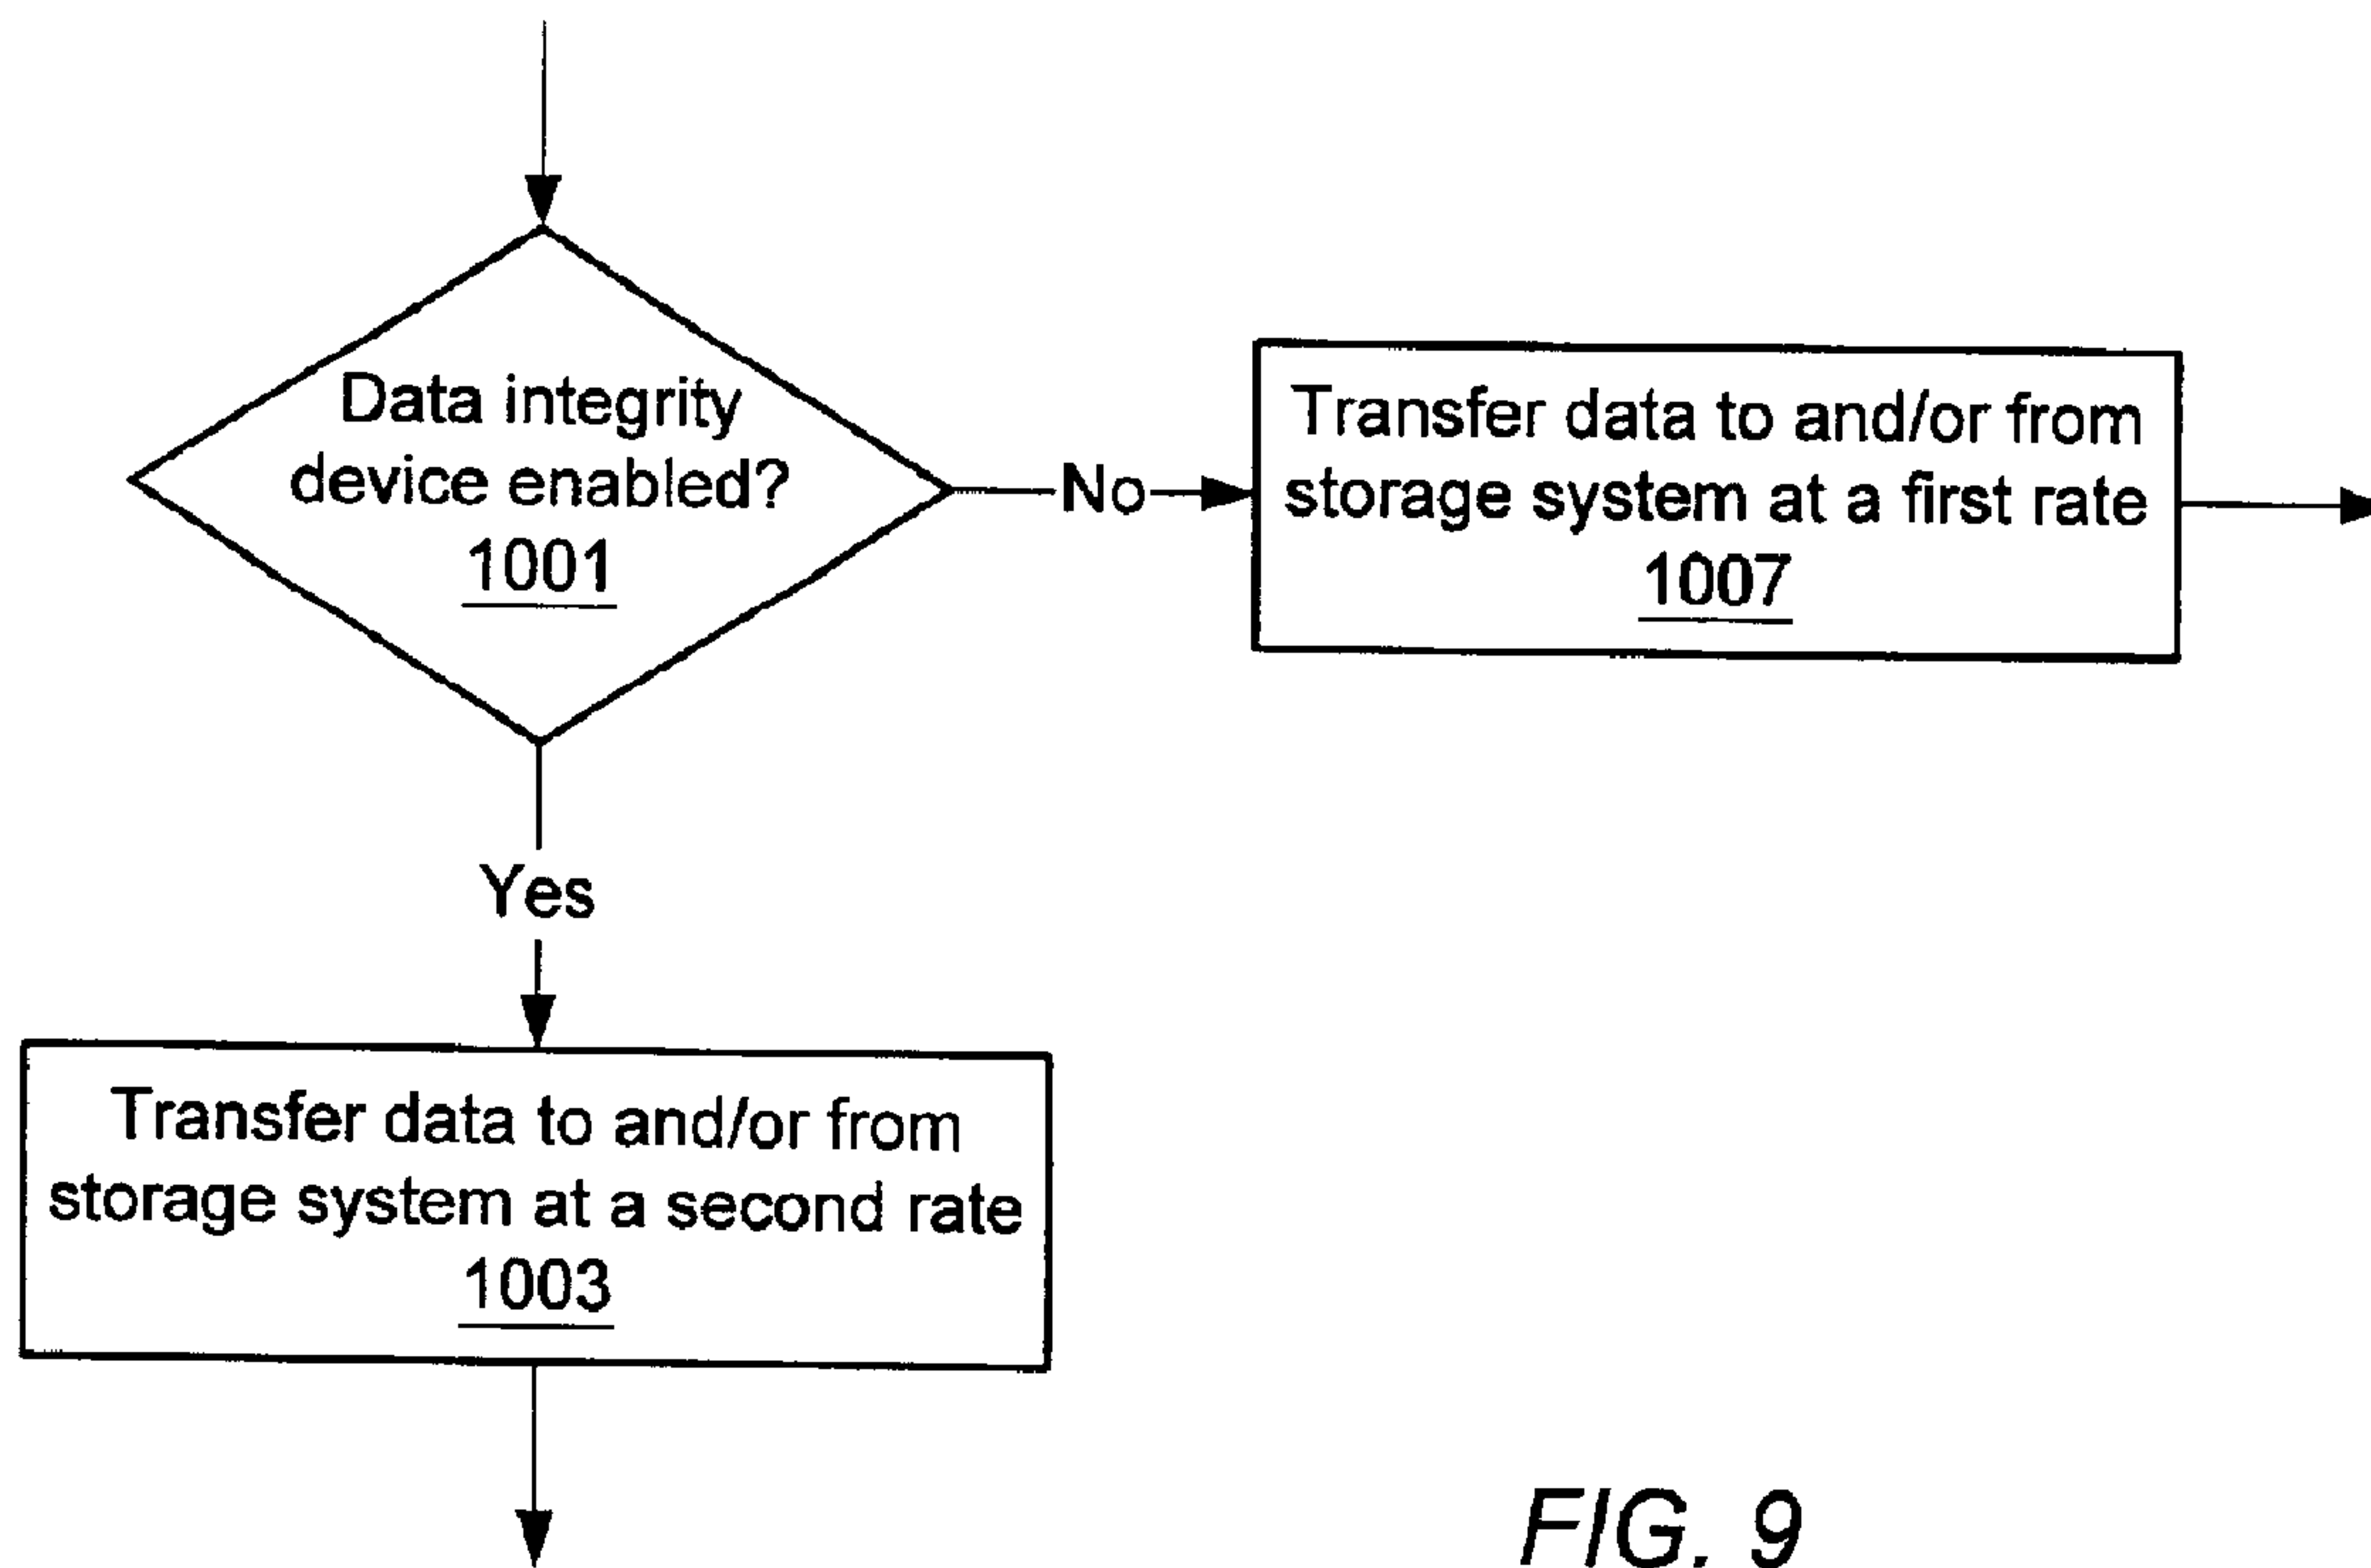 Data integrity
device enabled?
1001
No
Transfer data to and/or from
storage system at a first rate
1007
Yes
Transfer data to and/or from
storage system at a second rate
1003
FIG. 9